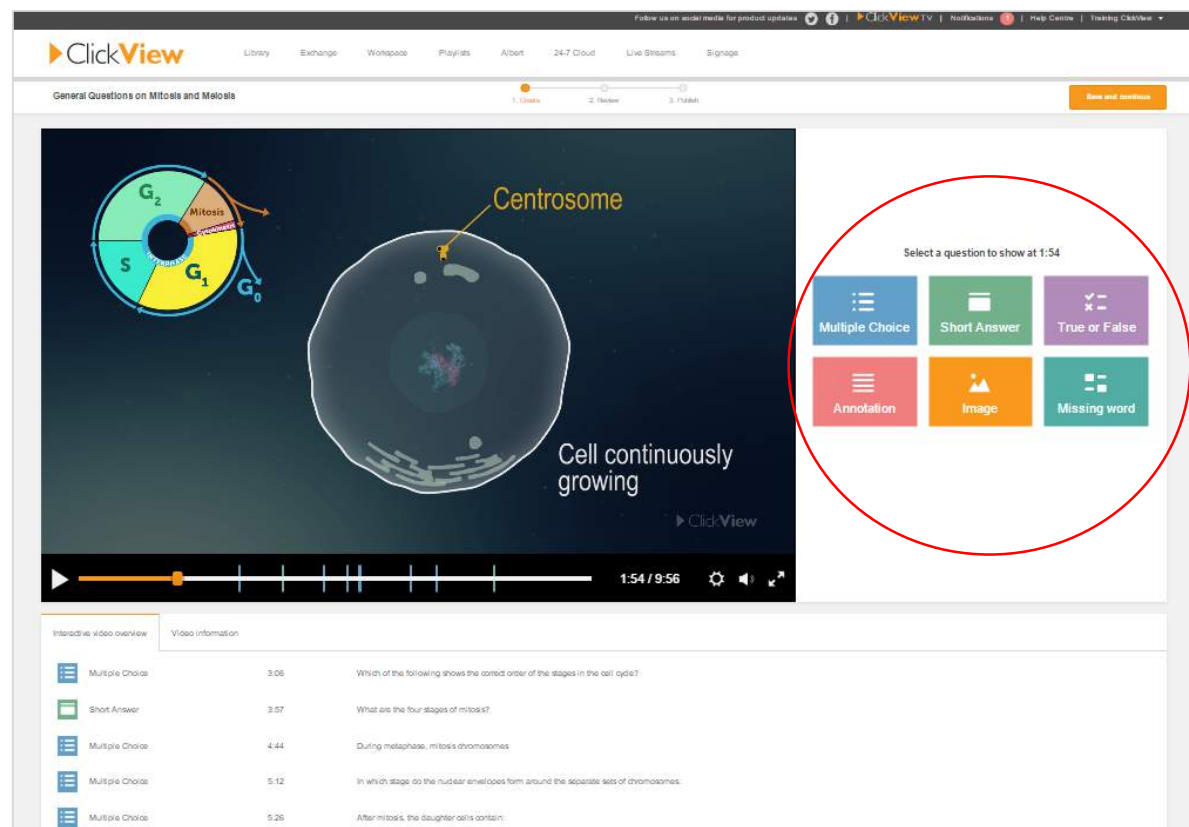 Follow us on social media for product updates | ClickView TV | Notifications 1 | Help Centre | Training ClickView
ClickView Library Exchange Workspace Playlists Albert 24-7 Cloud Live Streams Signage
General Questions on Mitosis and Meiosis
1. Create 2. Review 3. Publish
Save and continue
G2
Mitosis
Cytokinesis
S
INTERPHASE
G1
G0
Centrosome
Cell continuously
growing
ClickView
1:54 / 9:56
Select a question to show at 1:54
Multiple Choice Short Answer True or False
Annotation Image Missing word
Interactive video overview Video information
Multiple Choice 3:06 Which of the following shows the correct order of the stages in the cell cycle?
Short Answer 3:57 What are the four stages of mitosis?
Multiple Choice 4:44 During metaphase, mitosis chromosomes
Multiple Choice 5:12 In which stage do the nuclear envelopes form around the separate sets of chromosomes.
Multiple Choice 5:26 After mitosis, the daughter cells contain: